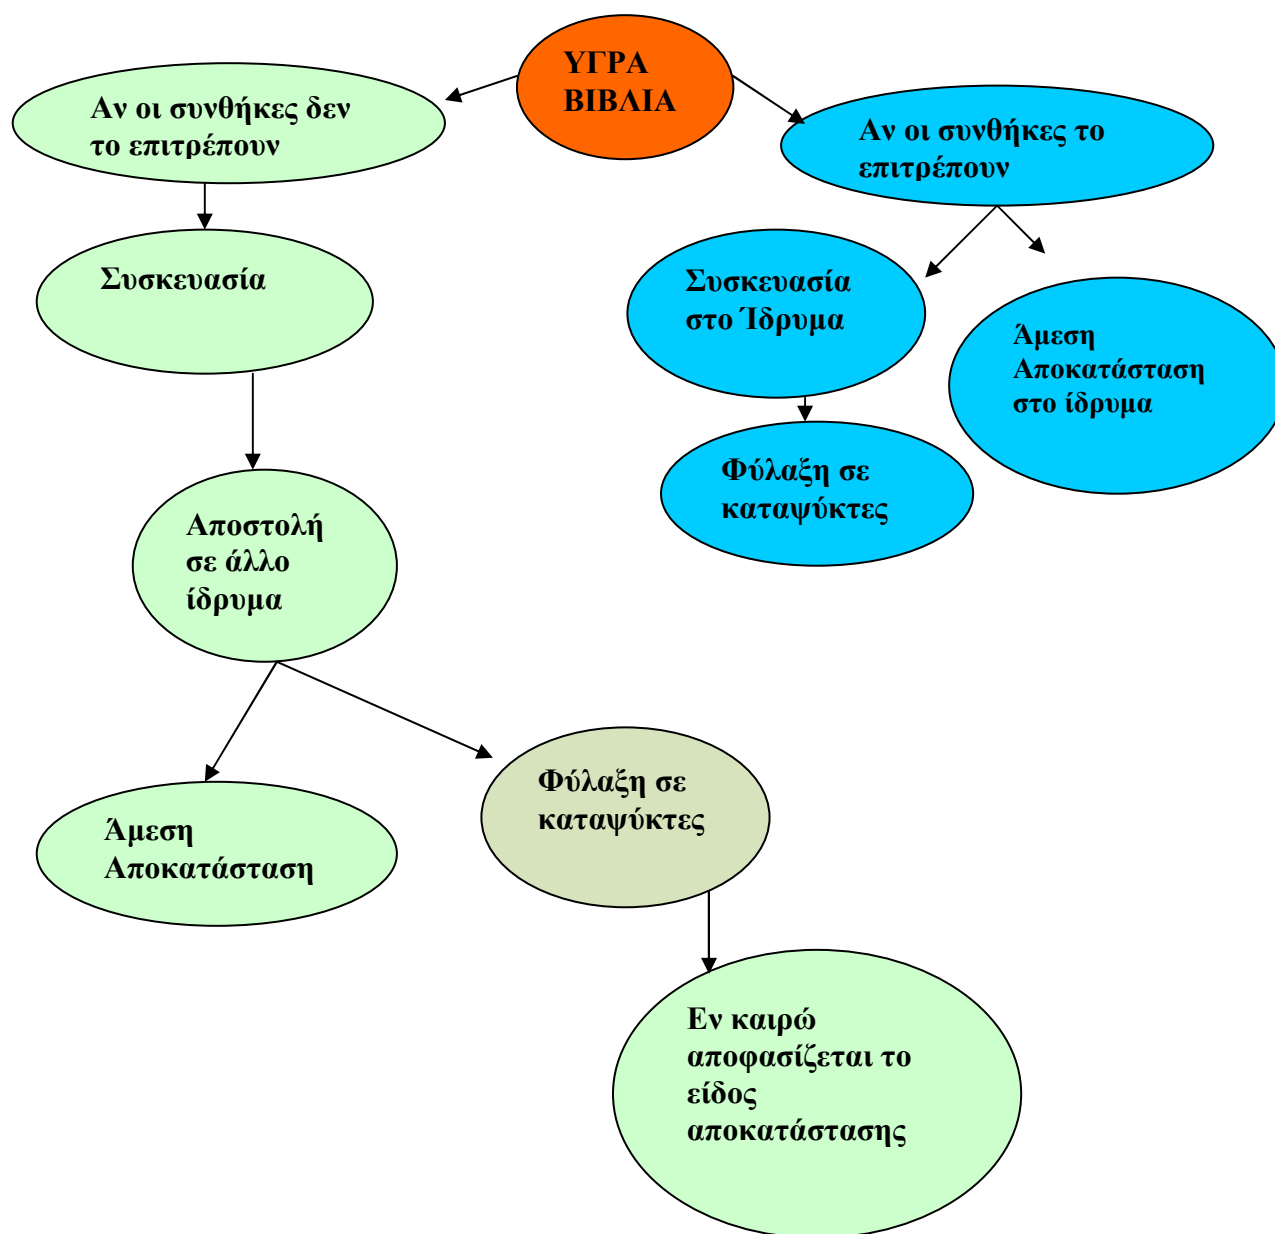 ΥΓΡΑ
ΒΙΒΛΙΑ
Αν οι συνθήκες δεν
το επιτρέπουν
Αν οι συνθήκες το
επιτρέπουν
Συσκευασία
Συσκευασία
στο Ίδρυμα
Άμεση
Αποκατάσταση
στο ίδρυμα
Φύλαξη σε
καταψύκτες
Αποστολή
σε άλλο
ίδρυμα
Φύλαξη σε
καταψύκτες
Άμεση
Αποκατάσταση
Εν καιρώ
αποφασίζεται το
είδος
αποκατάστασης